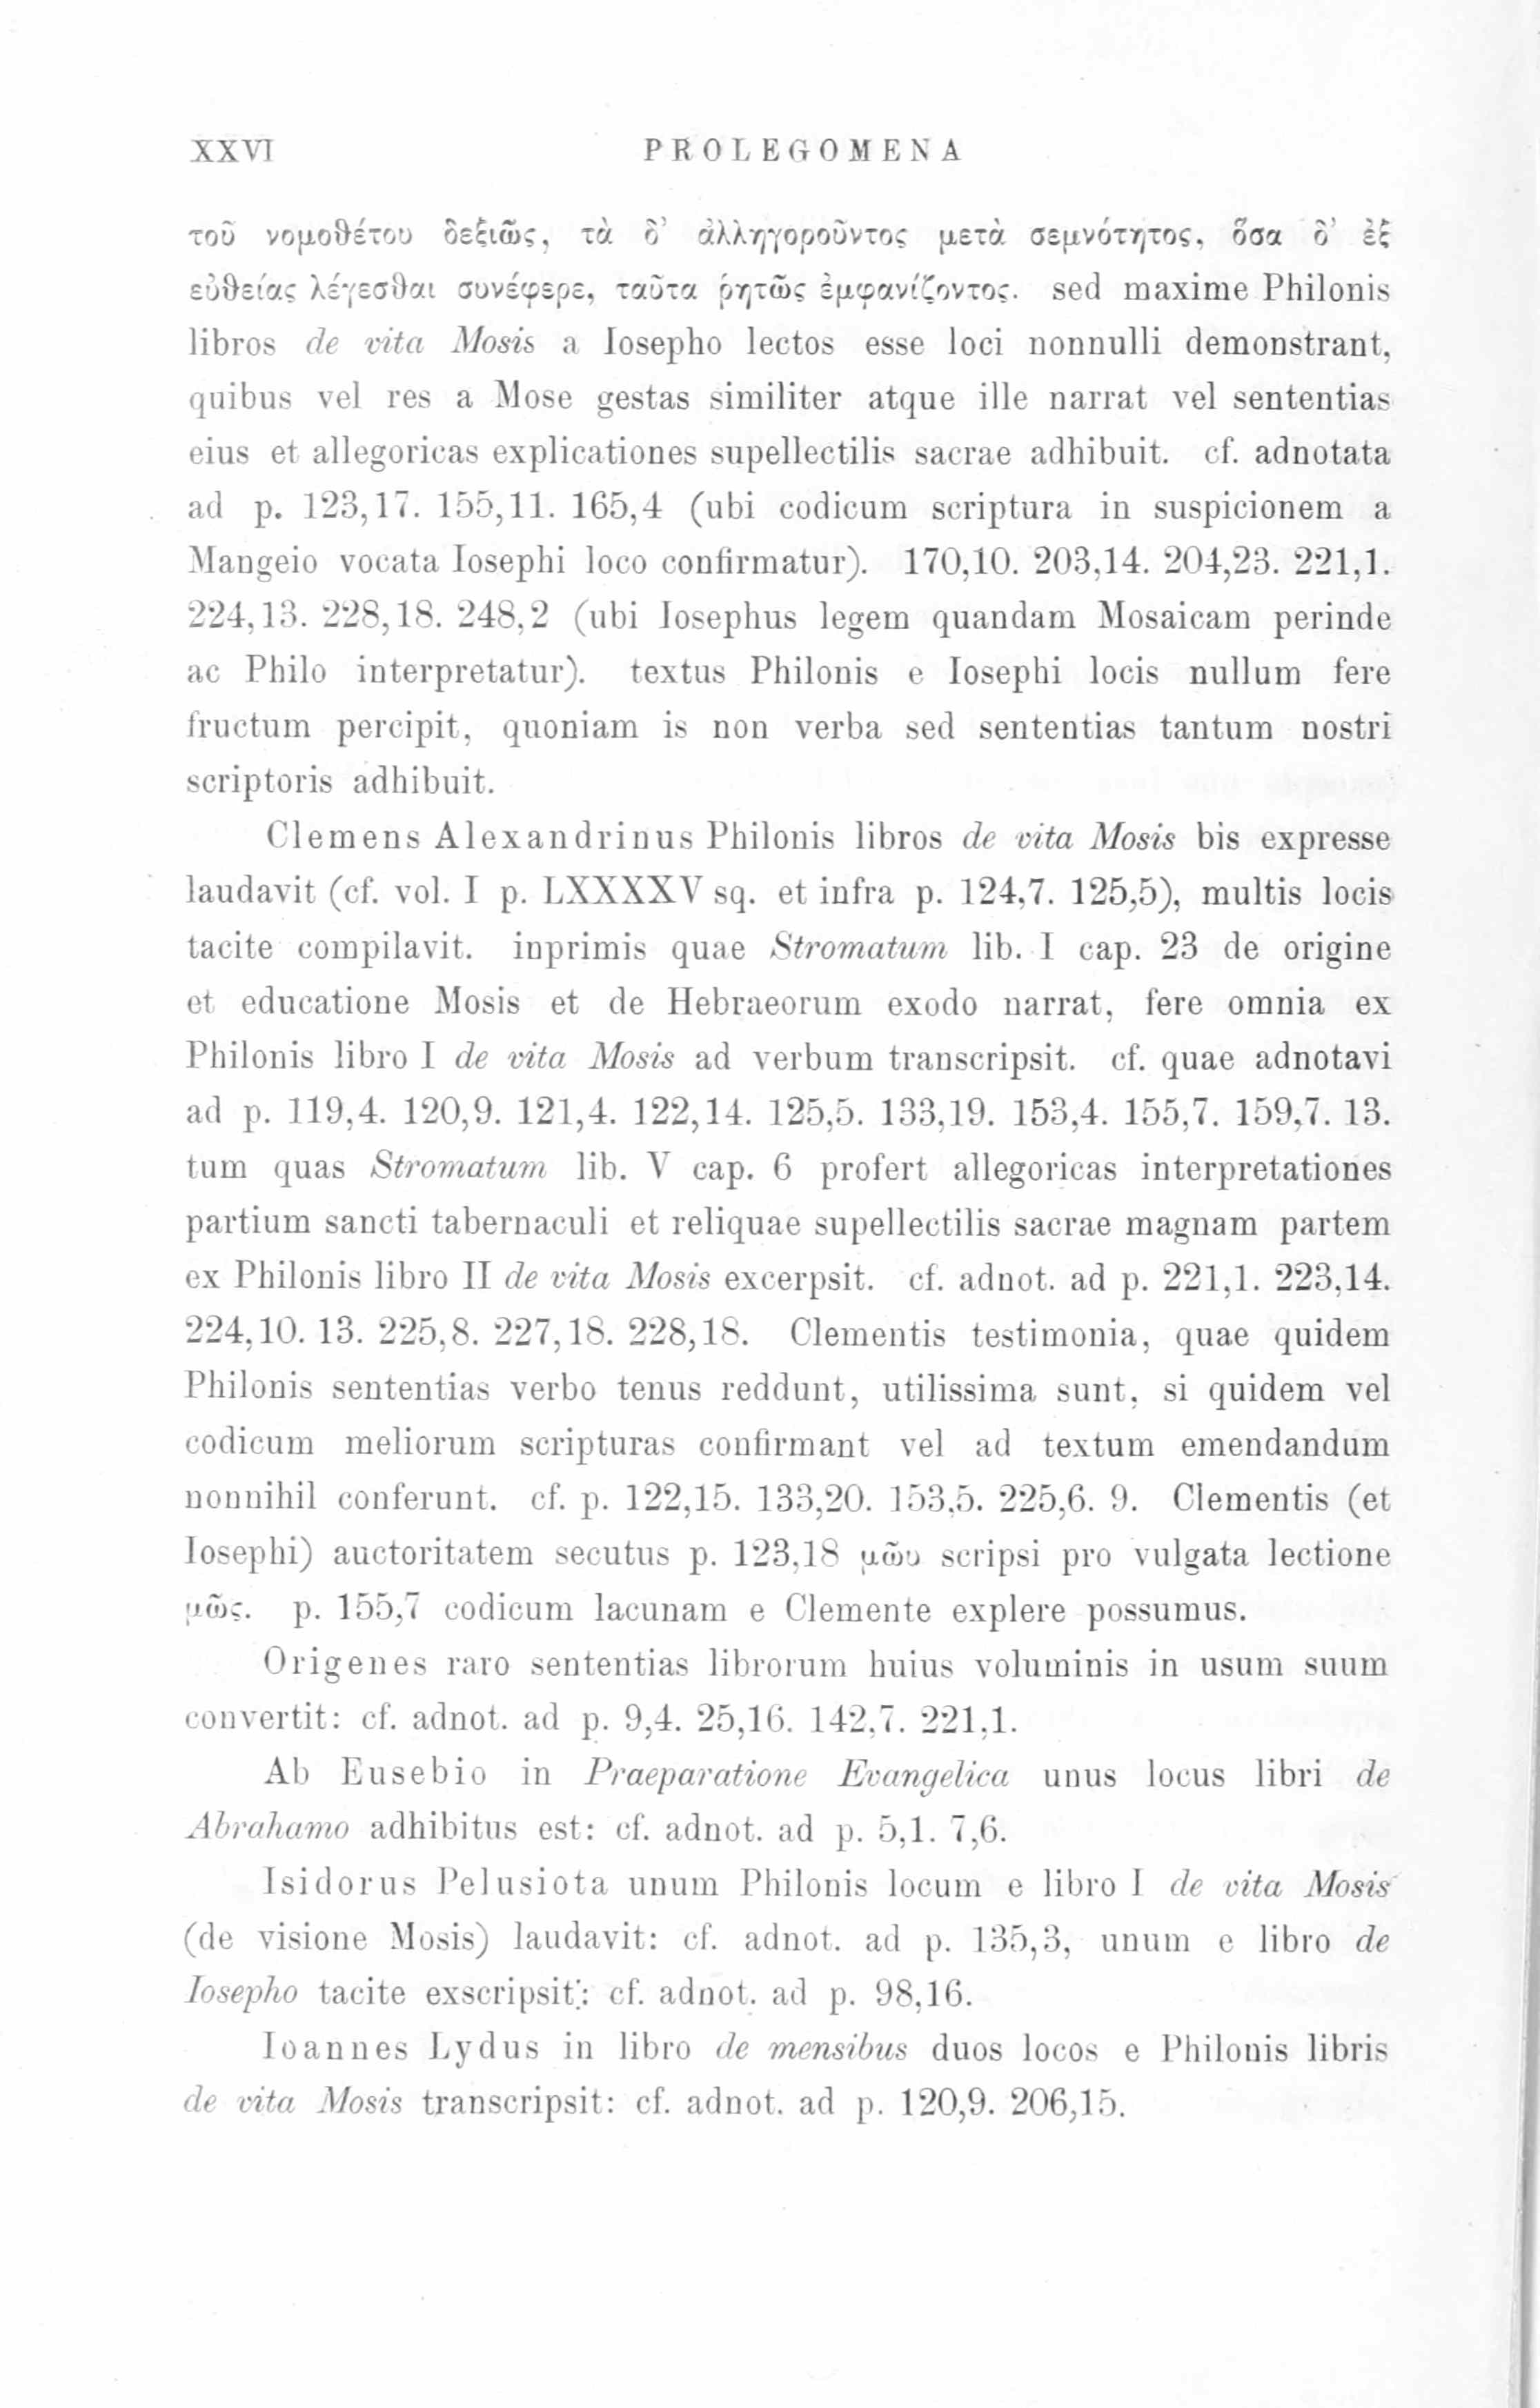 XXVI PROLEGOMENA
τοῦ νομοθέτου δεξιῶς, τὰ δ’ ἀλληγοροῦντος μετὰ σεμνότητος, ὅσα δ’ ἐξ
εὐθείας λέγεσθαι συνέφερε, ταῦτα ῥητῶς ἐμφανίζοντος. sed maxime Philonis
libros de vita Mosis a Iosepho lectos esse loci nonnulli demonstrant,
quibus vel res a Mose gestas similiter atque ille narrat vel sententias
eius et allegoricas explicationes supellectilis sacrae adhibuit. cf. adnotata
ad p. 123,17. 155,11. 165,4 (ubi codicum scriptura in suspicionem a
Mangeio vocata Iosephi loco confirmatur). 170,10. 203,14. 204,23. 221,1.
224,13. 228,18. 248,2 (ubi Iosephus legem quandam Mosaicam perinde
ac Philo interpretatur). textus Philonis e Iosephi locis nullum fere
fructum percipit, quoniam is non verba sed sententias tantum nostri
scriptoris adhibuit.
Clemens Alexandrinus Philonis libros de vita Mosis bis expresse
laudavit (cf. vol. I p. LXXXXV sq. et infra p. 124,7. 125,5), multis locis
tacite compilavit. inprimis quae Stromatum lib. I cap. 23 de origine
et educatione Mosis et de Hebraeorum exodo narrat, fere omnia ex
Philonis libro I de vita Mosis ad verbum transcripsit. cf. quae adnotavi
ad p. 119,4. 120,9. 121,4. 122,14. 125,5. 133,19. 153,4. 155,7. 159,7. 13.
tum quas Stromatum lib. V cap. 6 profert allegoricas interpretationes
partium sancti tabernaculi et reliquae supellectilis sacrae magnam partem
ex Philonis libro II de vita Mosis excerpsit. cf. adnot. ad p. 221,1. 223,14.
224,10. 13. 225,8. 227,18. 228,18. Clementis testimonia, quae quidem
Philonis sententias verbo tenus reddunt, utilissima sunt, si quidem vel
codicum meliorum scripturas confirmant vel ad textum emendandum
nonnihil conferunt. cf. p. 122,15. 133,20. 153,5. 225,6. 9. Clementis (et
Iosephi) auctoritatem secutus p. 123,18 μῶυ scripsi pro vulgata lectione
μῶς. p. 155,7 codicum lacunam e Clemente explere possumus.
Origenes raro sententias librorum huius voluminis in usum suum
convertit: cf. adnot. ad p. 9,4. 25,16. 142,7. 221,1.
Ab Eusebio in Praeparatione Evangelica unus locus libri de
Abrahamo adhibitus est: cf. adnot. ad p. 5,1. 7,6.
Isidorus Pelusiota unum Philonis locum e libro I de vita Mosis
(de visione Mosis) laudavit: cf. adnot. ad p. 135,3, unum e libro de
Iosepho tacite exscripsit: cf. adnot. ad p. 98,16.
Ioannes Lydus in libro de mensibus duos locos e Philonis libris
de vita Mosis transcripsit: cf. adnot. ad p. 120,9. 206,15.